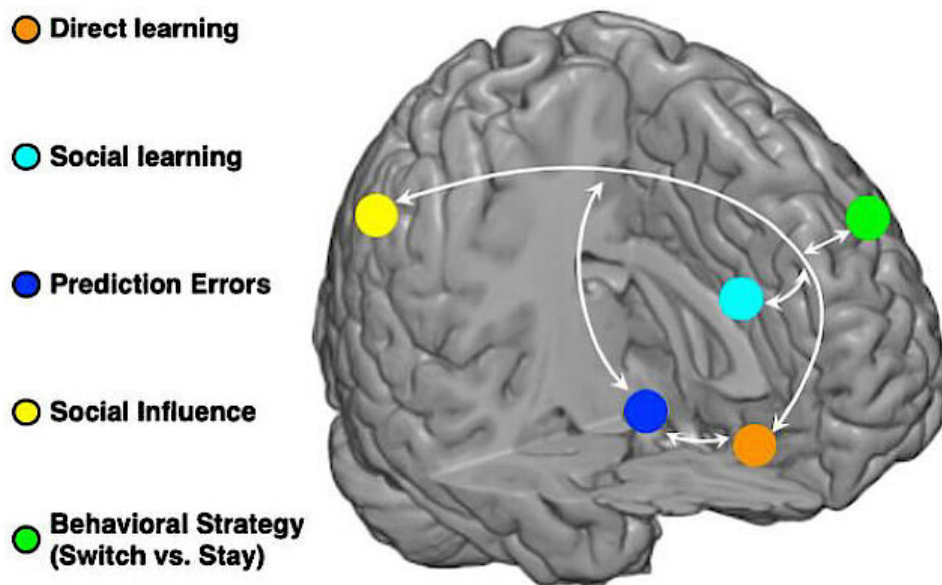 Direct learning
Social learning
Prediction Errors
Social Influence
Behavioral Strategy
(Switch vs. Stay)